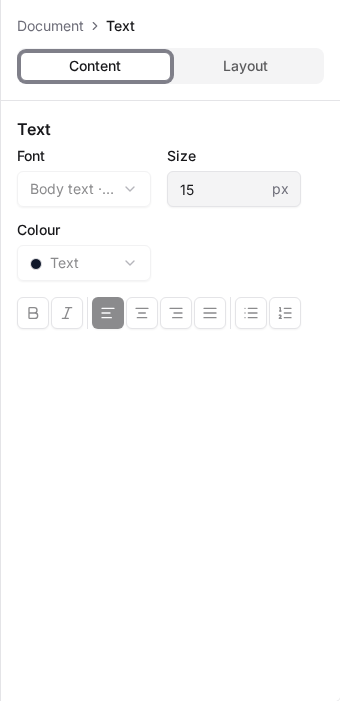 Document > Text
Content Layout
Text
Font Size
Body text ·... 15 px
Colour
Text
B I